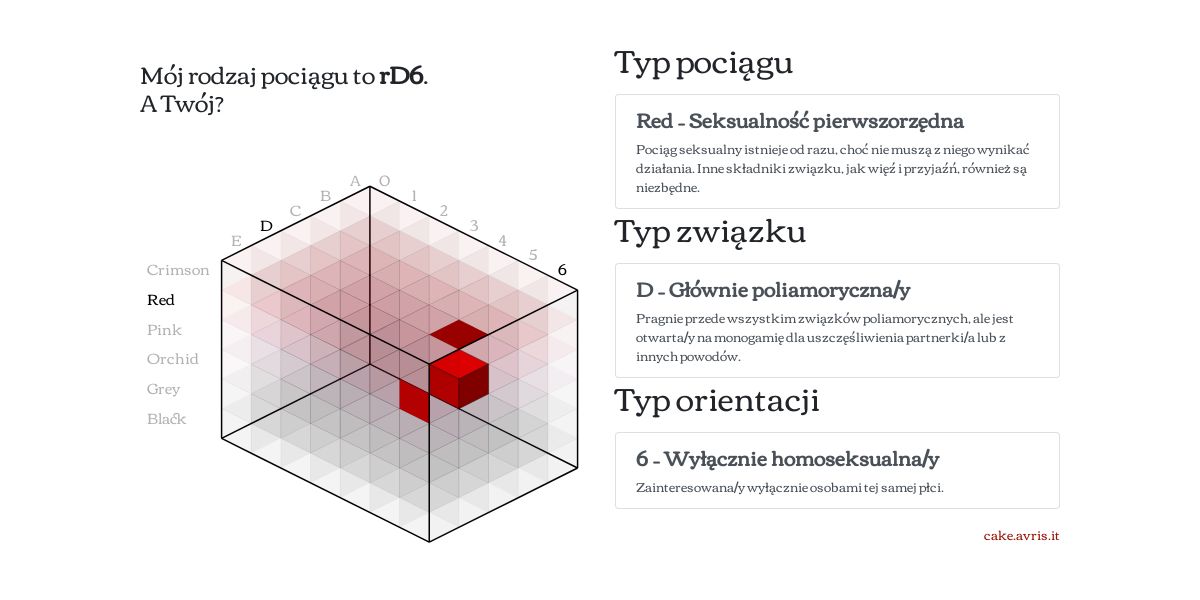 Mój rodzaj pociągu to rD6.
A Twój?
A O
B 1
C 2
D 3
E 4
5
6
Crimson
Red
Pink
Orchid
Grey
Black
Typ pociągu
Red – Seksualność pierwszorzędna
Pociąg seksualny istnieje od razu, choć nie muszą z niego wynikać
działania. Inne składniki związku, jak więź i przyjaźń, również są
niezbędne.
Typ związku
D – Głównie poliamoryczna/y
Pragnie przede wszystkim związków poliamorycznych, ale jest
otwarta/y na monogamię dla uszczęśliwienia partnerki/a lub z
innych powodów.
Typ orientacji
6 – Wyłącznie homoseksualna/y
Zainteresowana/y wyłącznie osobami tej samej płci.
cake.avris.it